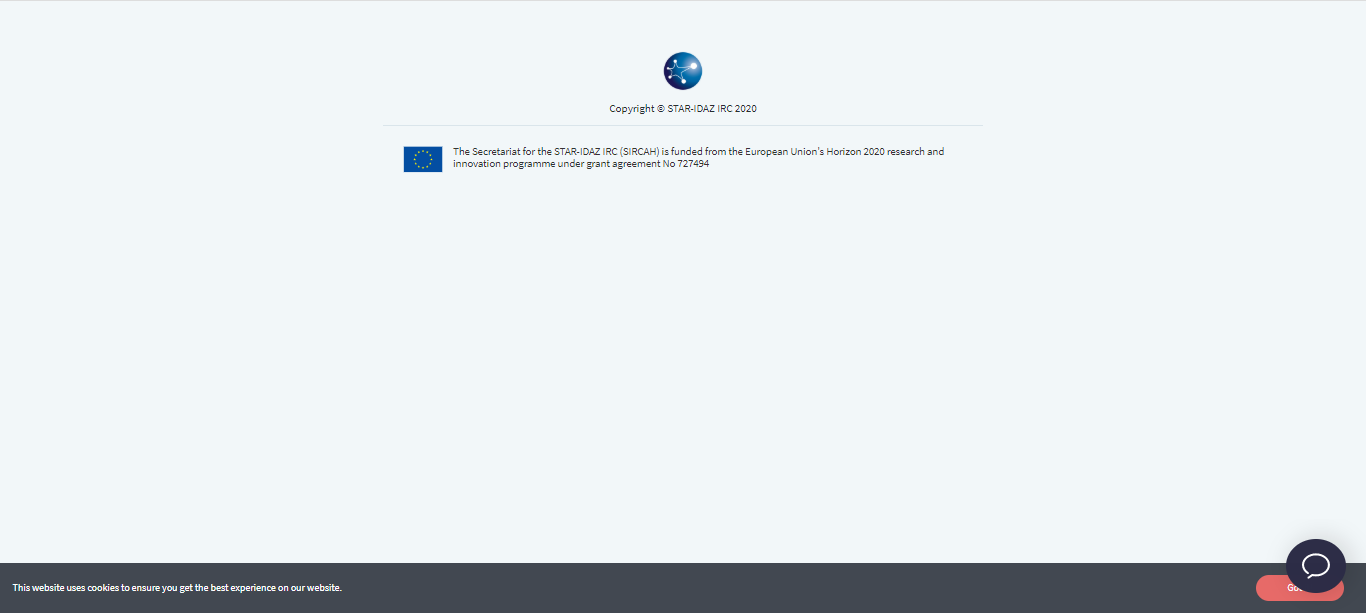 Copyright © STAR-IDAZ IRC 2020
The Secretariat for the STAR-IDAZ IRC (SIRCAH) is funded from the European Union's Horizon 2020 research and
innovation programme under grant agreement No 727494
This website uses cookies to ensure you get the best experience on our website.